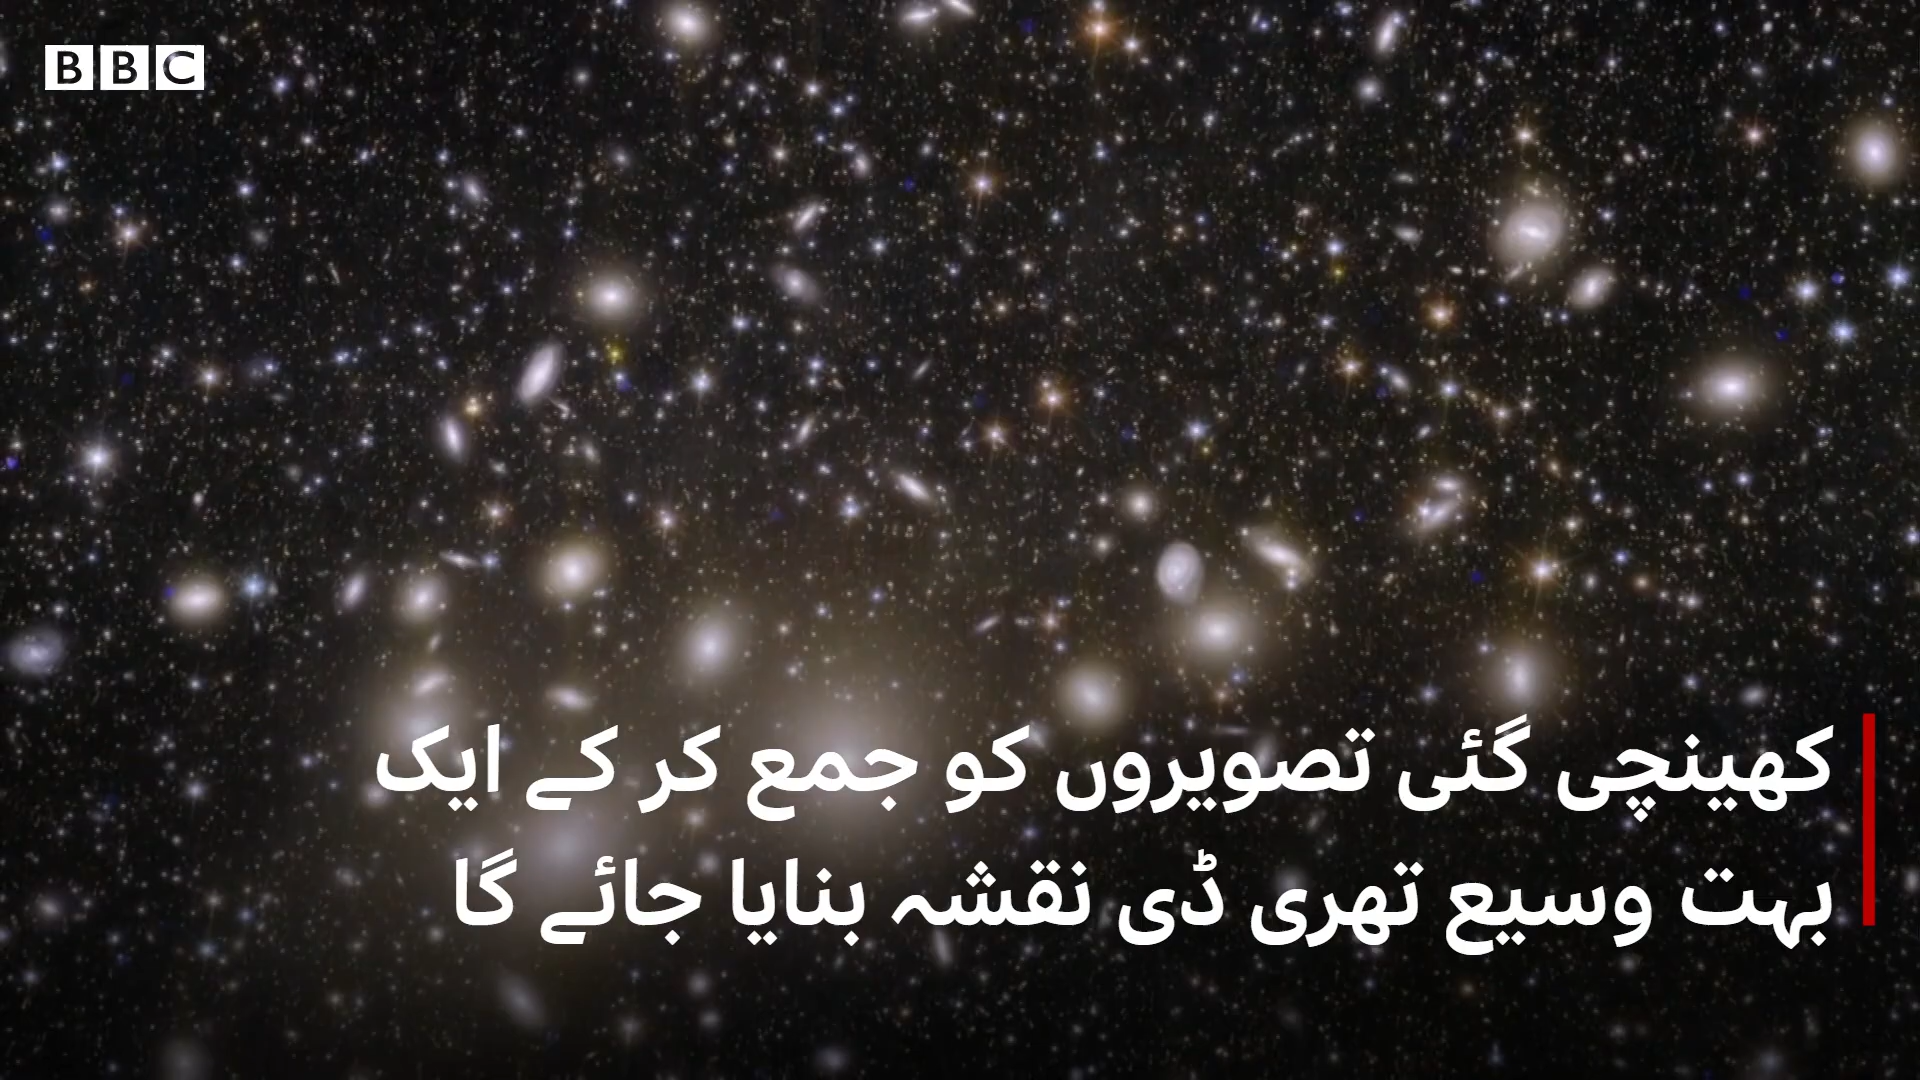 BBC
کھینچی گئی تصویروں کو جمع کر کے ایک
بہت وسیع تھری ڈی نقشہ بنایا جائے گا